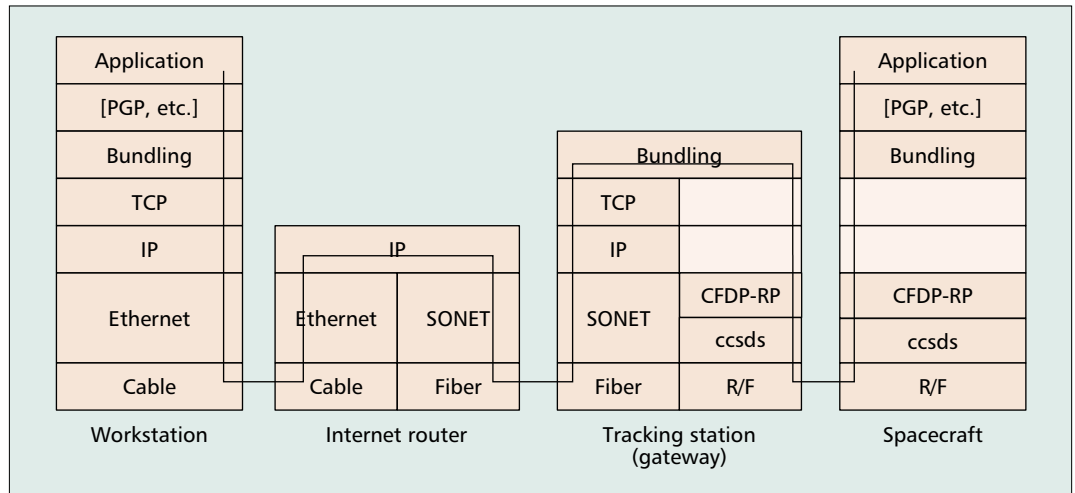 Application
[PGP, etc.]
Bundling
TCP
IP
Ethernet
Cable
Workstation
IP
Ethernet
SONET
Cable
Fiber
Internet router
Bundling
TCP
IP
SONET
CFDP-RP
ccsds
Fiber
R/F
Tracking station
(gateway)
Application
[PGP, etc.]
Bundling
CFDP-RP
ccsds
R/F
Spacecraft